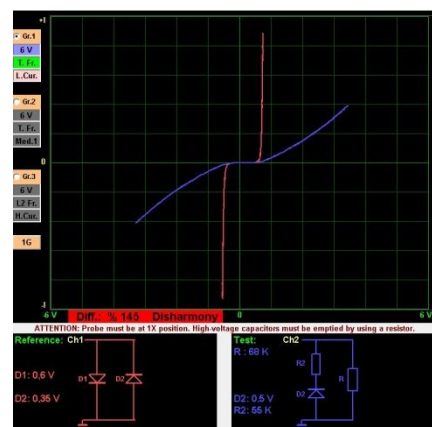 +I
Gr.1
6 V
T. Fr.
L.Cur.
Gr.2
6 V
T. Fr.
Med.1
0
Gr.3
6 V
L2 Fr.
H.Cur.
1G
-I
6 V
0
6 V
Diff.: % 145 Disharmony
ATTENTION: Probe must be at 1X position. High-voltage capacitors must be emptied by using a resistor.
Reference: Ch1
D1
D2
D1: 0,6 V
D2: 0,35 V
Test: Ch2
R : 68 K
R2
D2
R
D2: 0,5 V
R2: 55 K